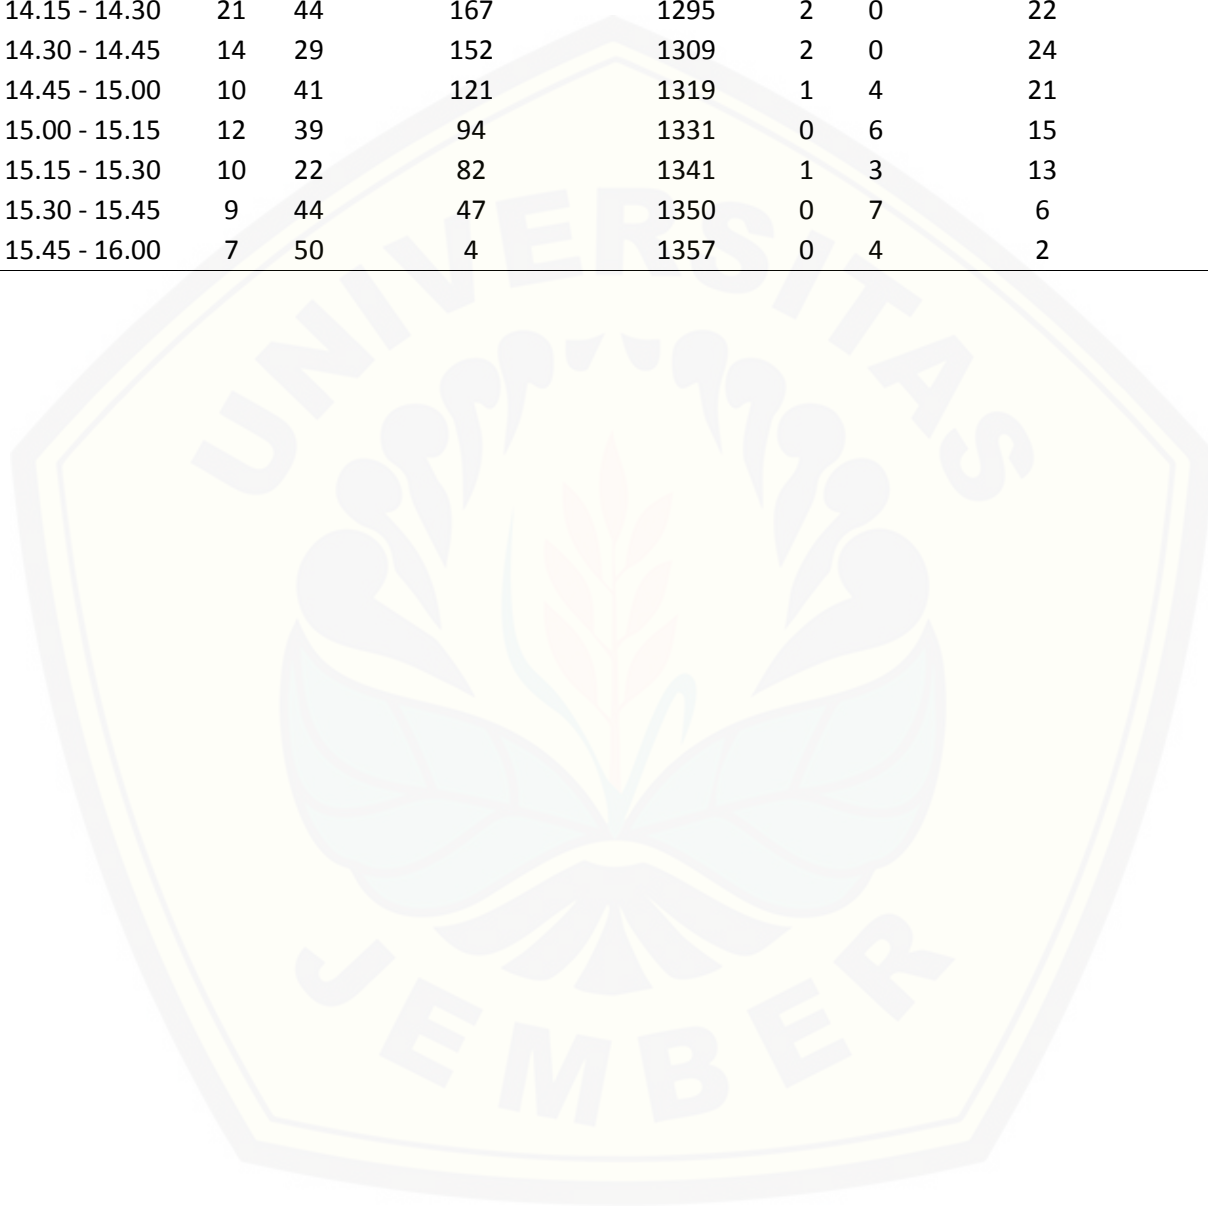 14.15 - 14.30 21 44 167 1295 2 0 22
14.30 - 14.45 14 29 152 1309 2 0 24
14.45 - 15.00 10 41 121 1319 1 4 21
15.00 - 15.15 12 39 94 1331 0 6 15
15.15 - 15.30 10 22 82 1341 1 3 13
15.30 - 15.45 9 44 47 1350 0 7 6
15.45 - 16.00 7 50 4 1357 0 4 2
UNIVERSITAS
JEMBER